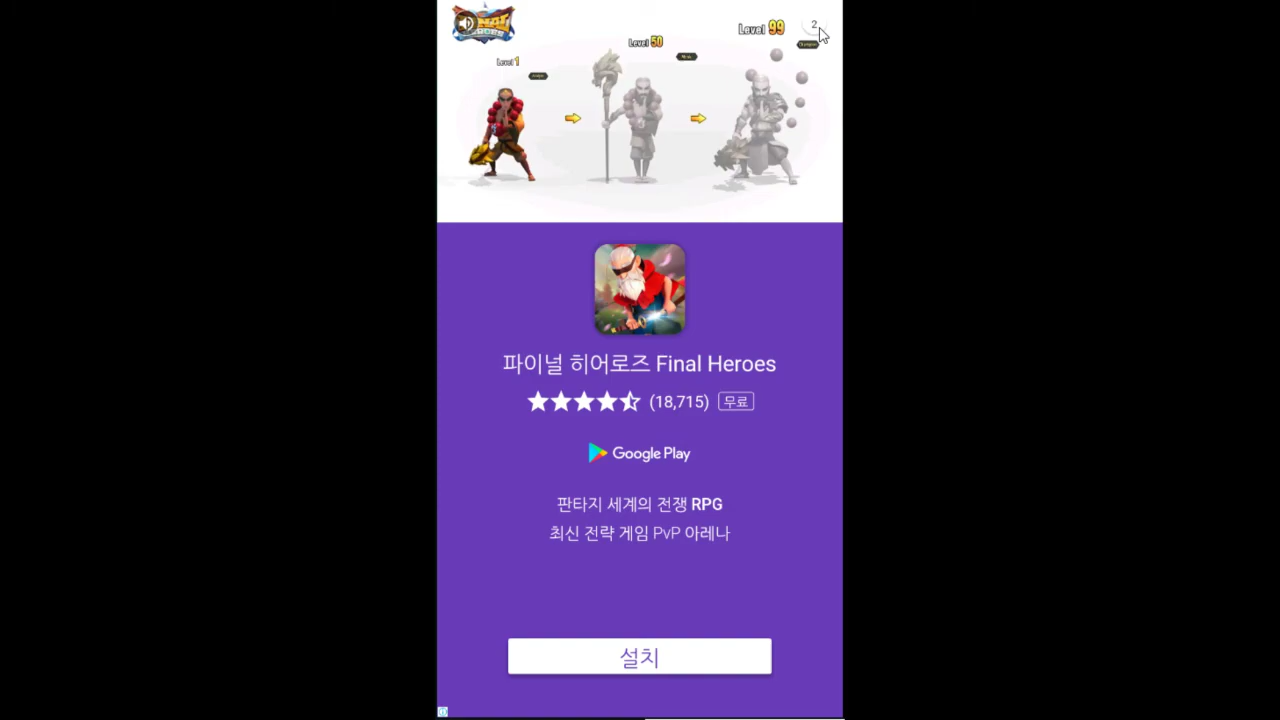 2
Level 99
Level 50
Level 1
파이널 히어로즈 Final Heroes
(18,715) 무료
Google Play
판타지 세계의 전쟁 RPG
최신 전략 게임 PvP 아레나
설치